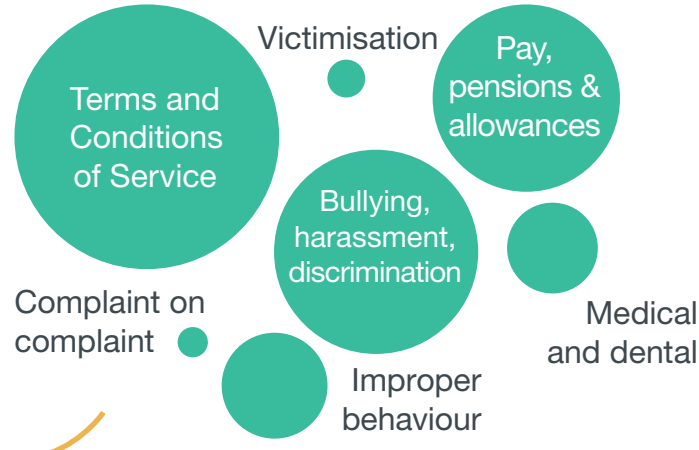 Victimisation
Pay,
pensions &
allowances
Terms and
Conditions
of Service
Bullying,
harassment,
discrimination
Complaint on
complaint
Medical
and dental
Improper
behaviour